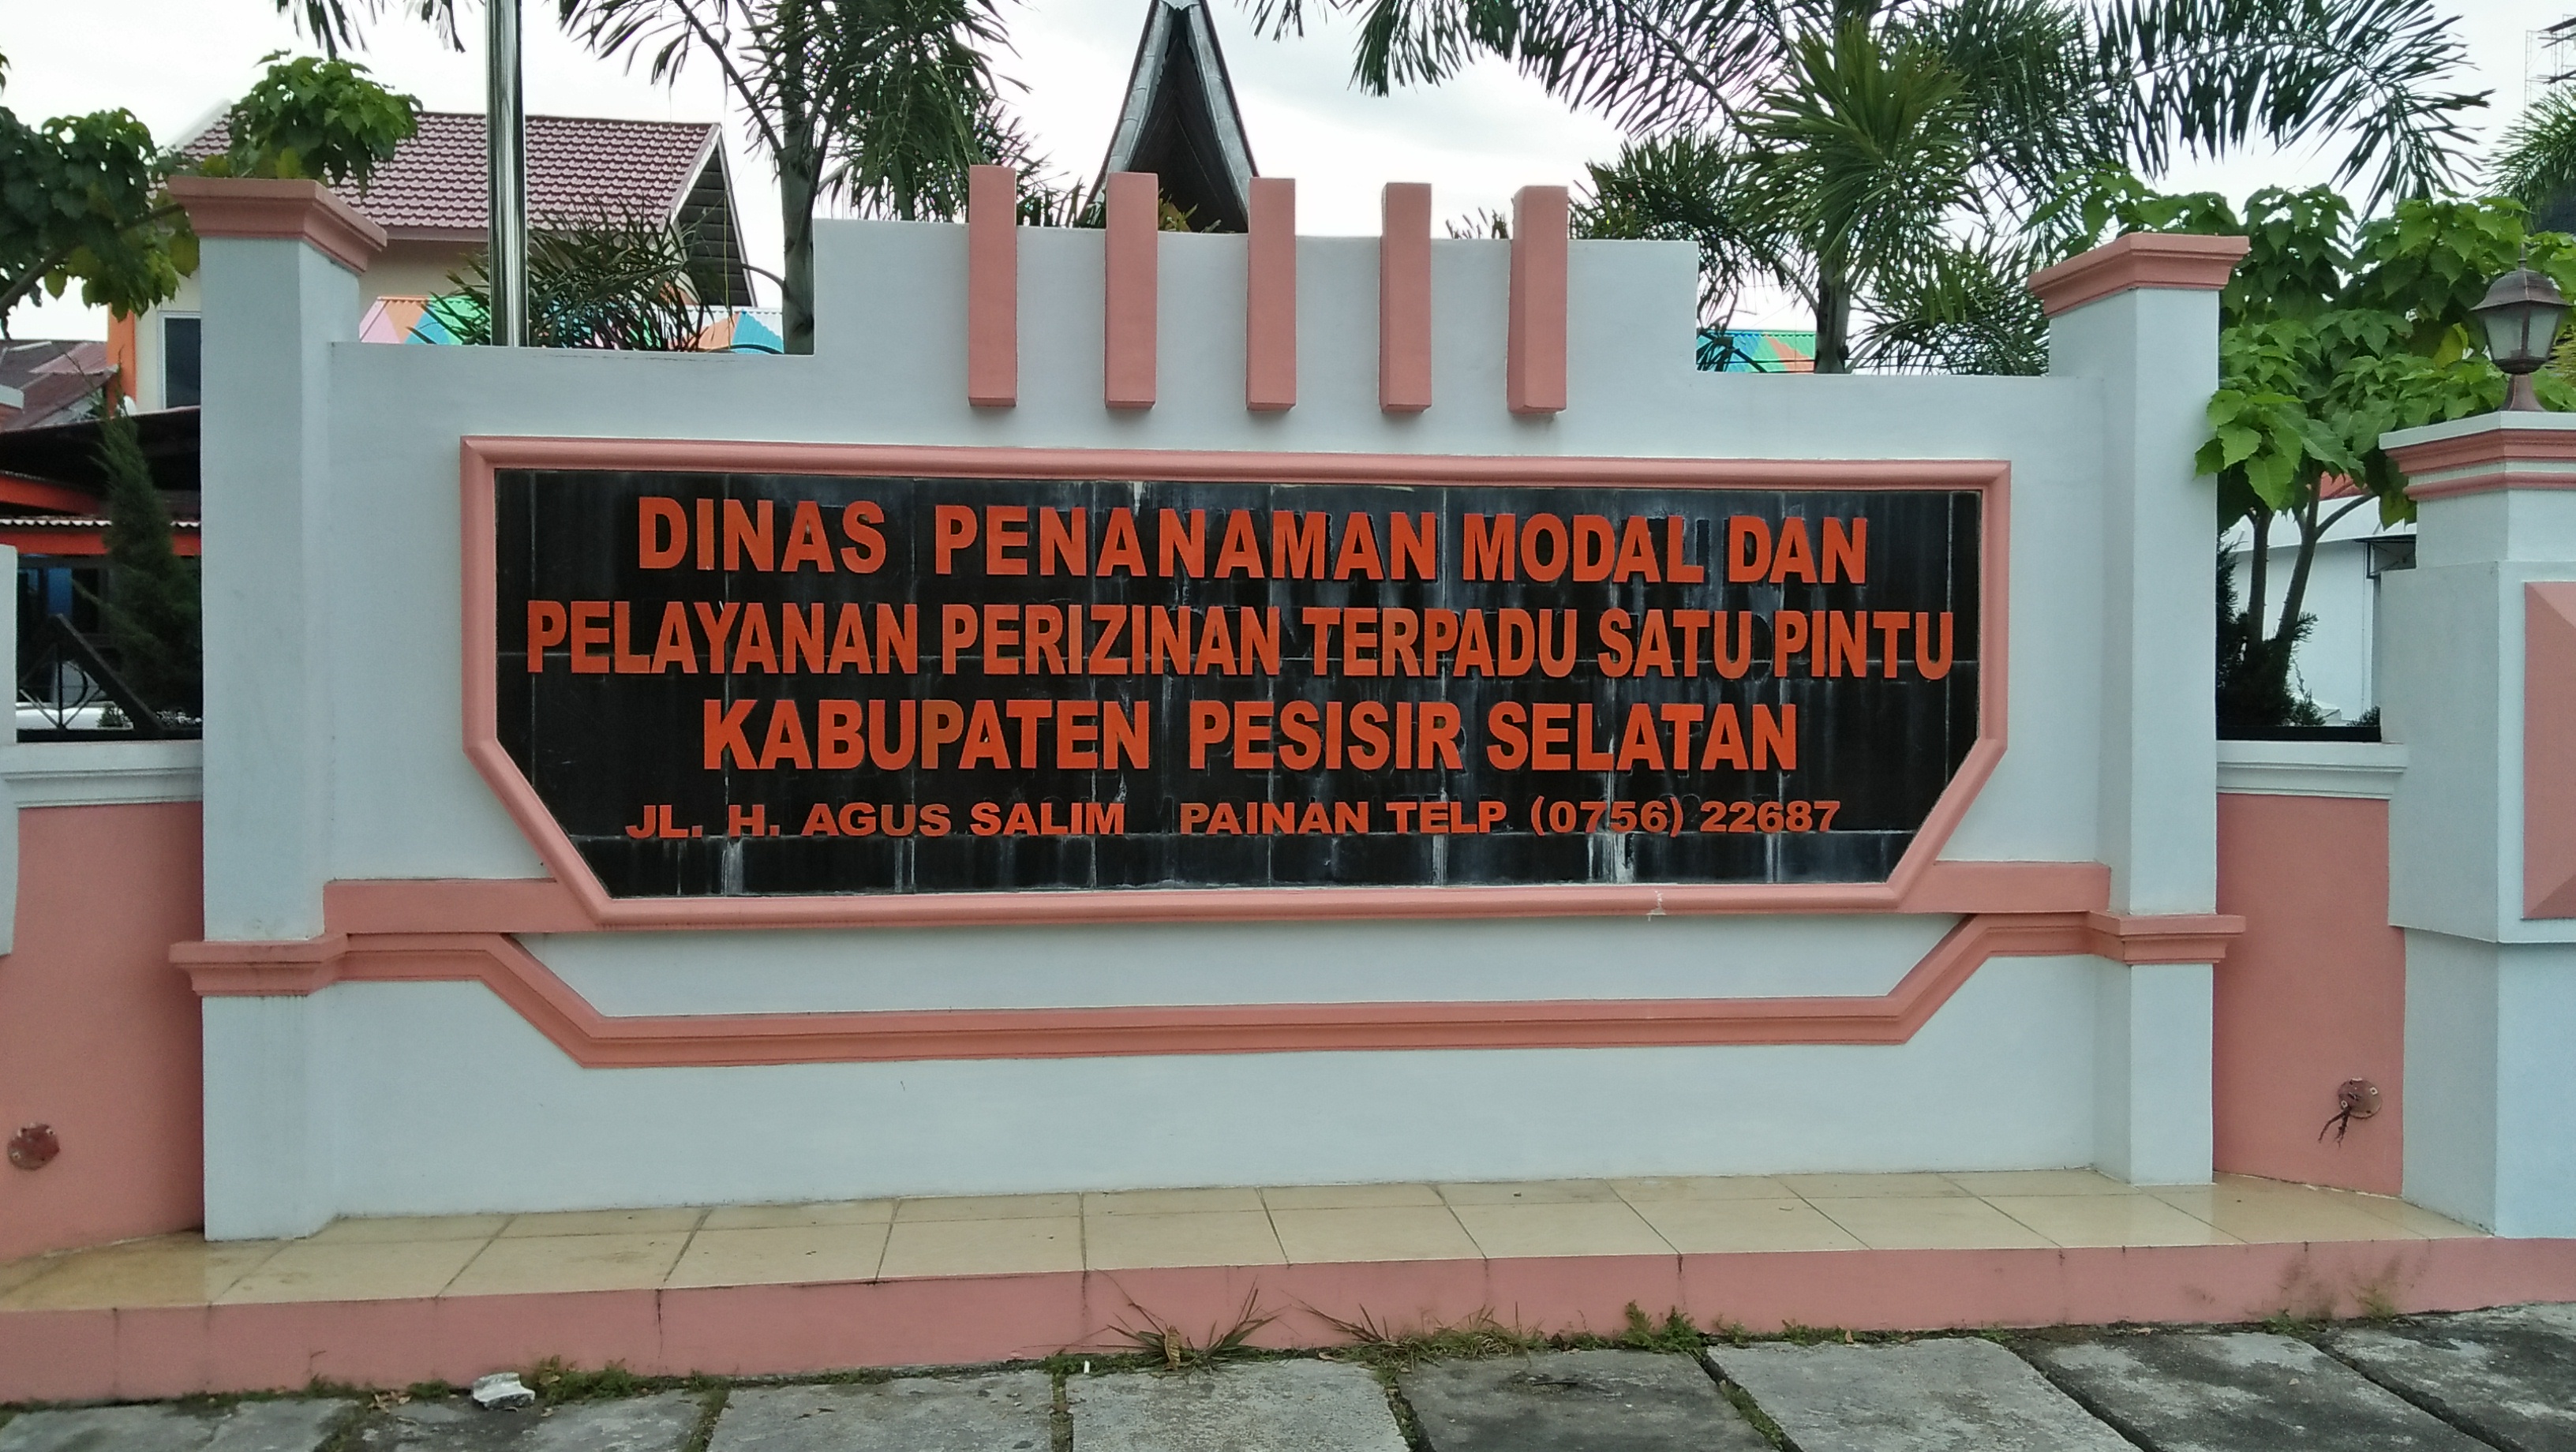 DINAS PENANAMAN MODAL DAN
PELAYANAN PERIZINAN TERPADU SATU PINTU
KABUPATEN PESISIR SELATAN
JL. H. AGUS SALIM PAINAN TELP (0756) 22687